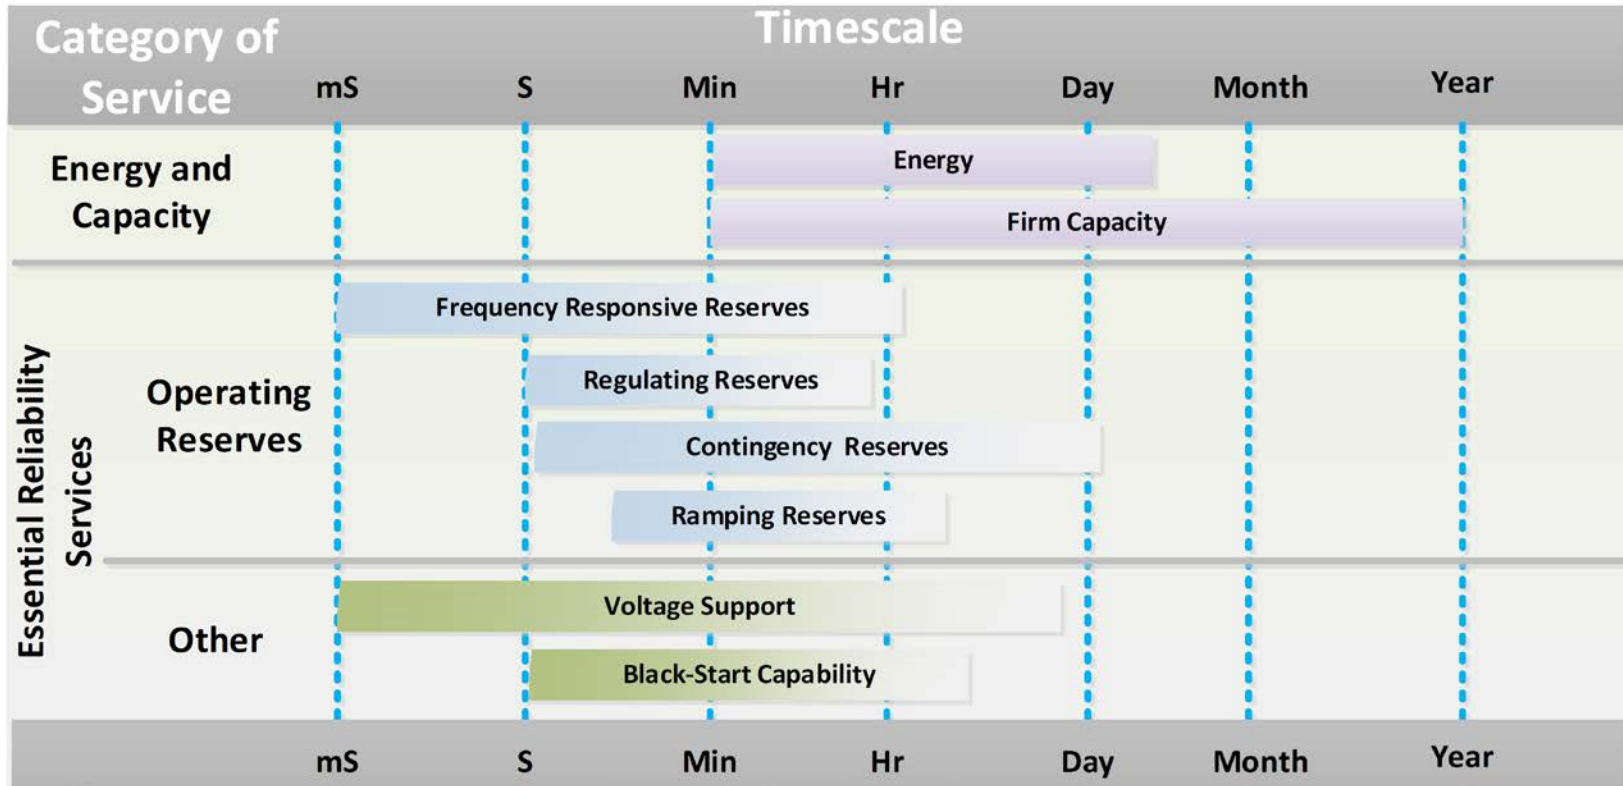 Category of
Service
Timescale
mS S Min Hr Day Month Year
Energy and
Capacity
Energy
Firm Capacity
Essential Reliability
Services
Operating
Reserves
Frequency Responsive Reserves
Regulating Reserves
Contingency Reserves
Ramping Reserves
Other
Voltage Support
Black-Start Capability
mS S Min Hr Day Month Year